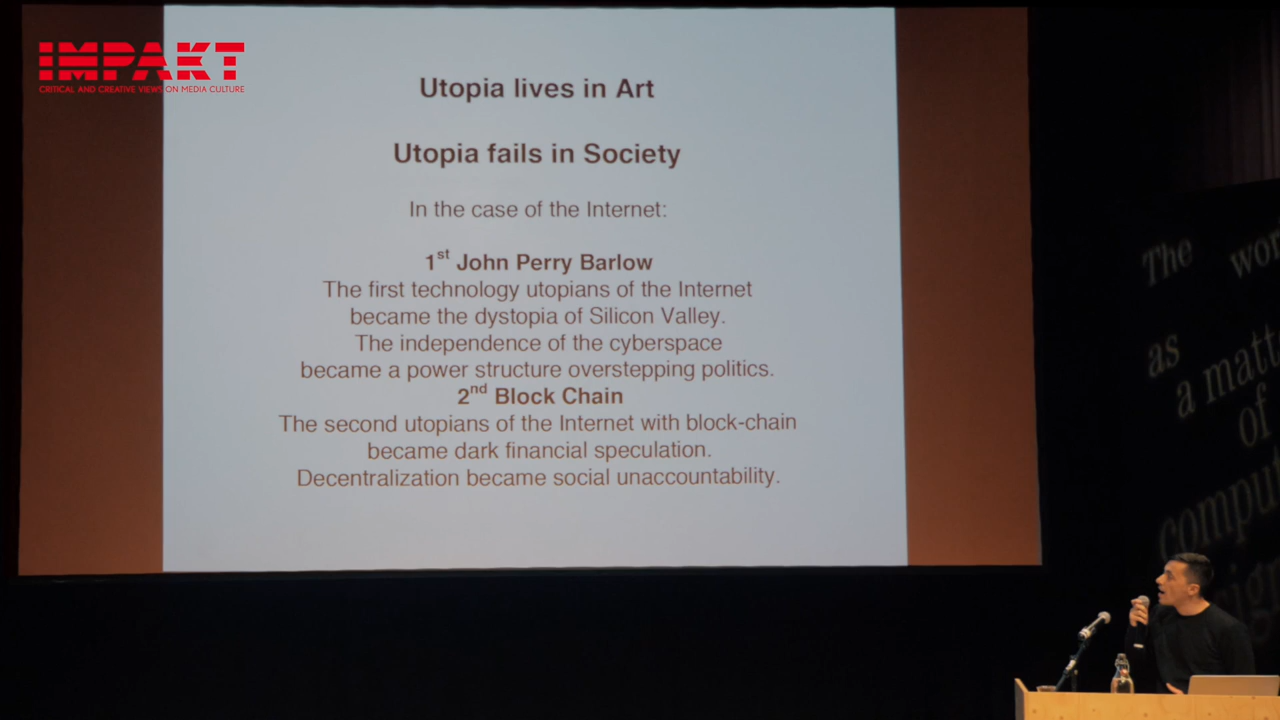 IMPAKT
CRITICAL AND CREATIVE VIEWS ON MEDIA CULTURE
Utopia lives in Art
Utopia fails in Society
In the case of the Internet:
1st John Perry Barlow
The first technology utopians of the Internet
became the dystopia of Silicon Valley.
The independence of the cyberspace
became a power structure overstepping politics.
2nd Block Chain
The second utopians of the Internet with block-chain
became dark financial speculation.
Decentralization became social unaccountability.
The
as
a
of